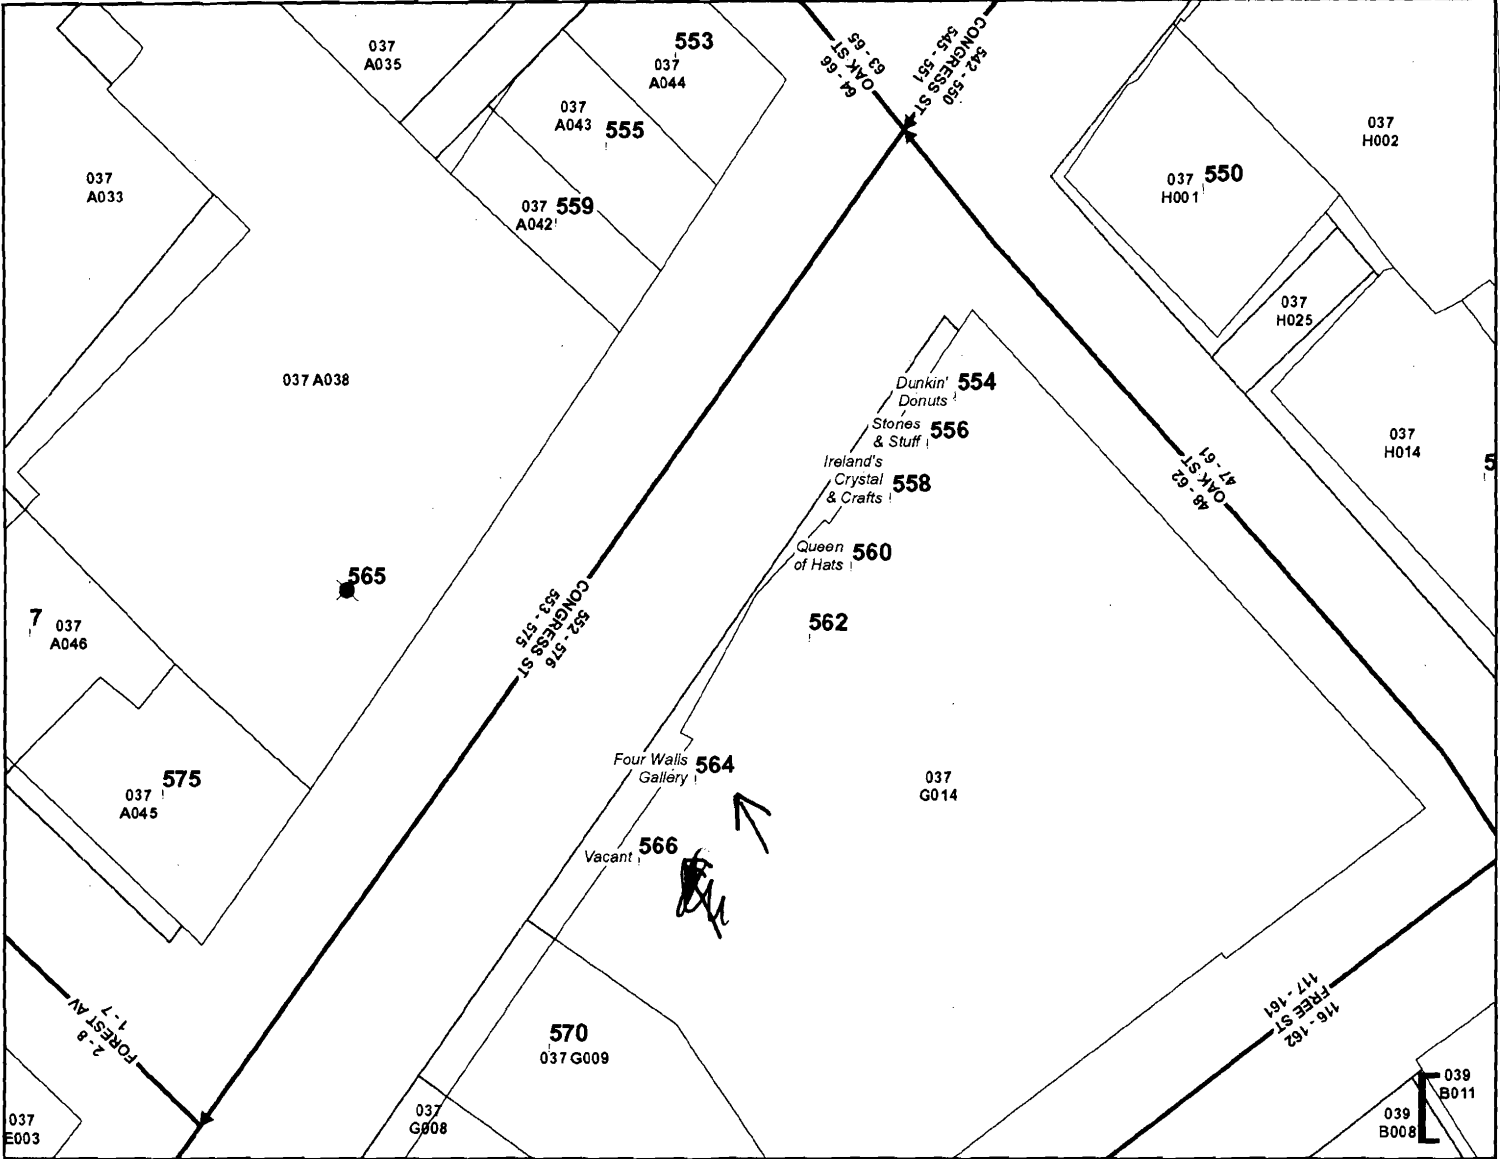 037
A035
553
037
A044
64 - 66
OAK ST
63 - 65
542 - 550
CONGRESS ST
545 - 551
037
A043
555
037
H002
037
A033
037
H001
550
037
A042
559
037
H025
037 A038
Dunkin'
Donuts
554
Stones
& Stuff
556
Ireland's
Crystal
& Crafts
558
037
H014
5
48 - 62
OAK ST
47 - 61
Queen
of Hats
560
565
552 - 576
CONGRESS ST
553 - 575
7
037
A046
562
Four Walls
Gallery
564
037
G014
575
037
A045
Vacant
566
2 - 8
FOREST AV
1 - 7
117 - 161
FREE ST
116 - 162
570
037 G009
037
E003
037
G008
039
B011
039
B008